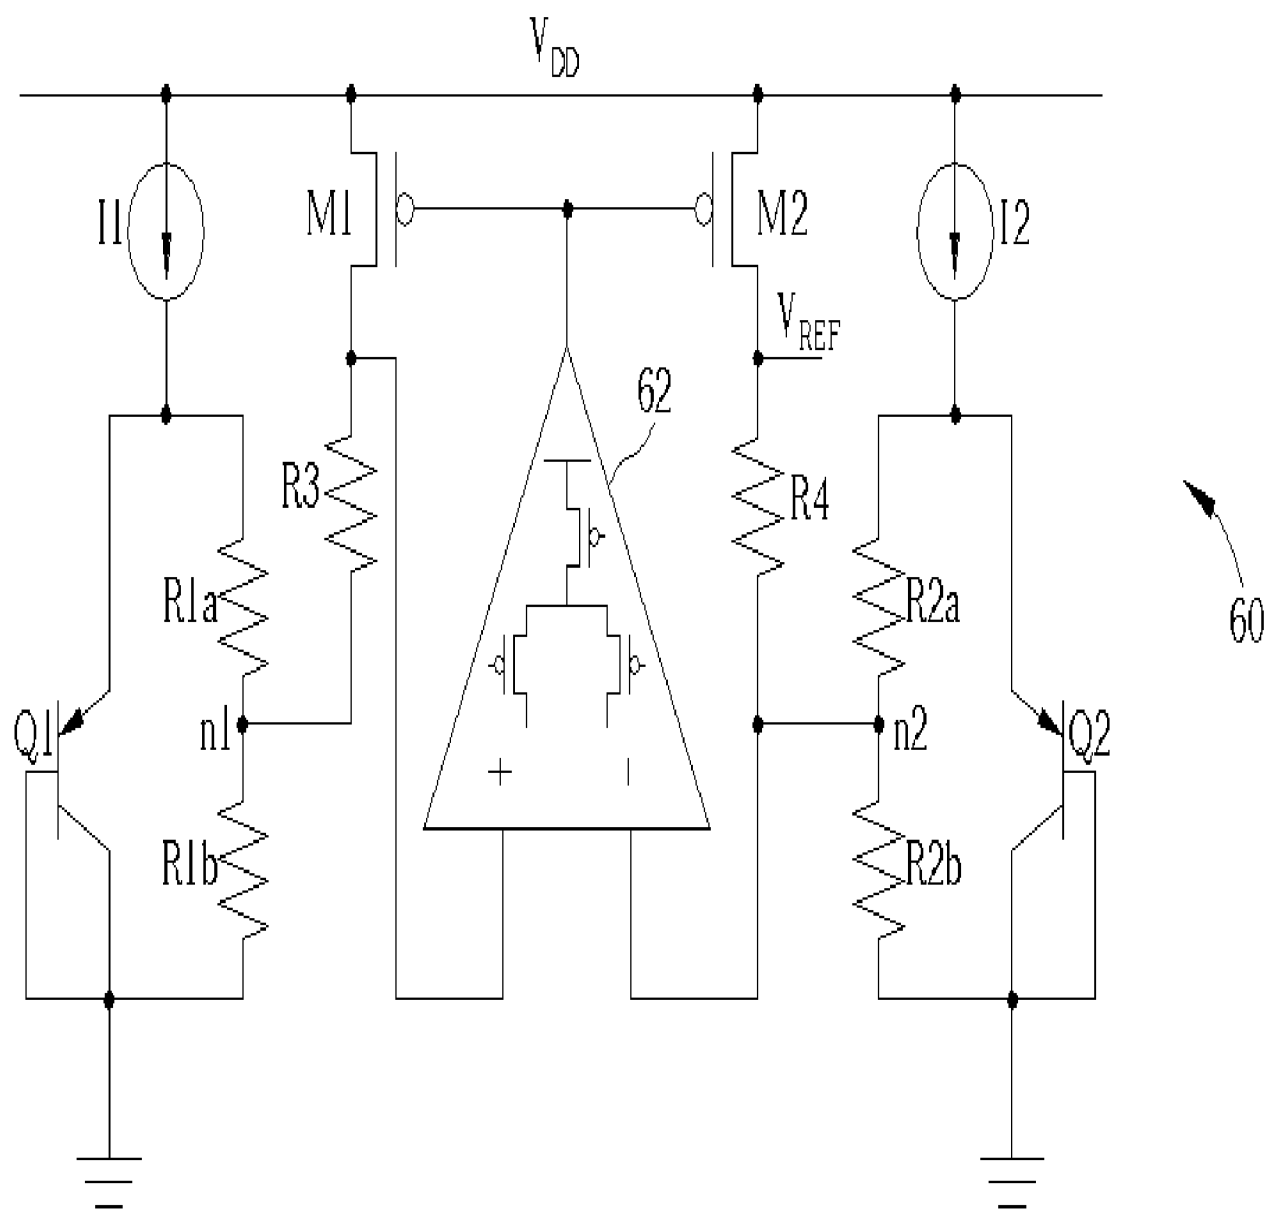 VDD
I1
M1
M2
I2
VREF
62
R3
R4
R1a
R2a
60
Q1
n1
n2
Q2
+
R1b
R2b